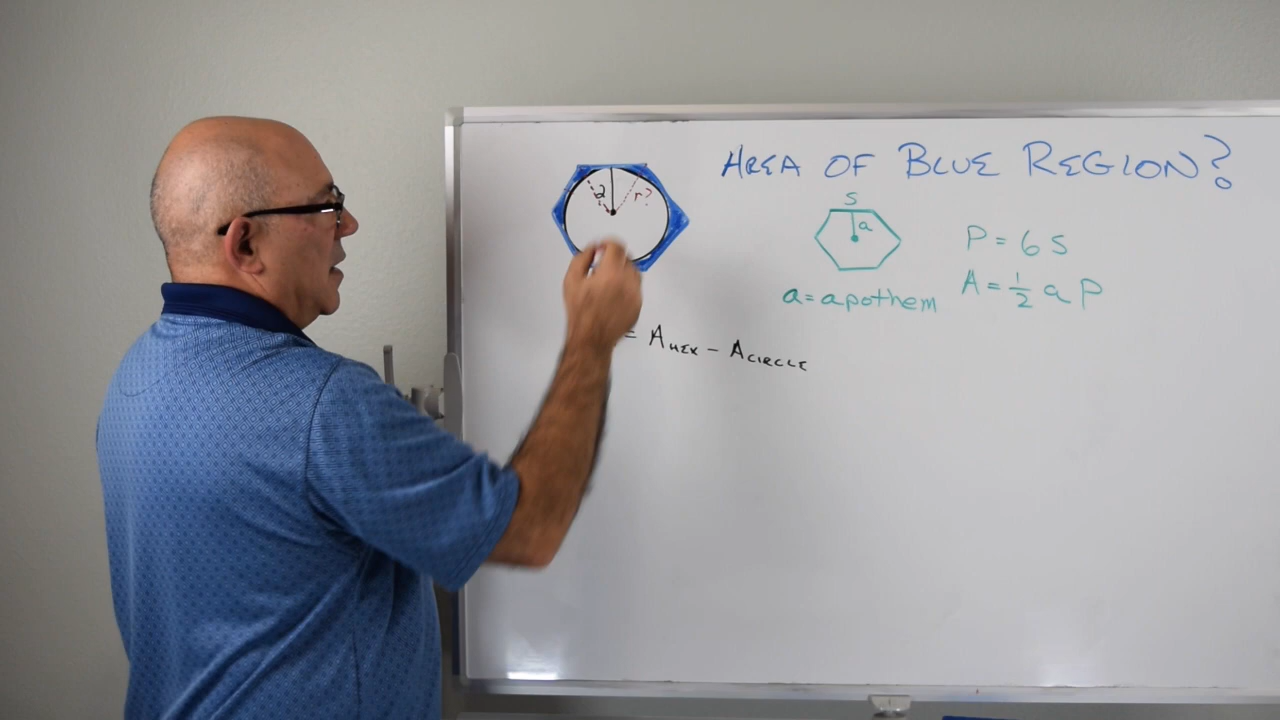 AREA OF BLUE REGION?
2 r?
S
a
P = 6 S
A = 1/2 a P
a = apothem
= AHEX - ACIRCLE